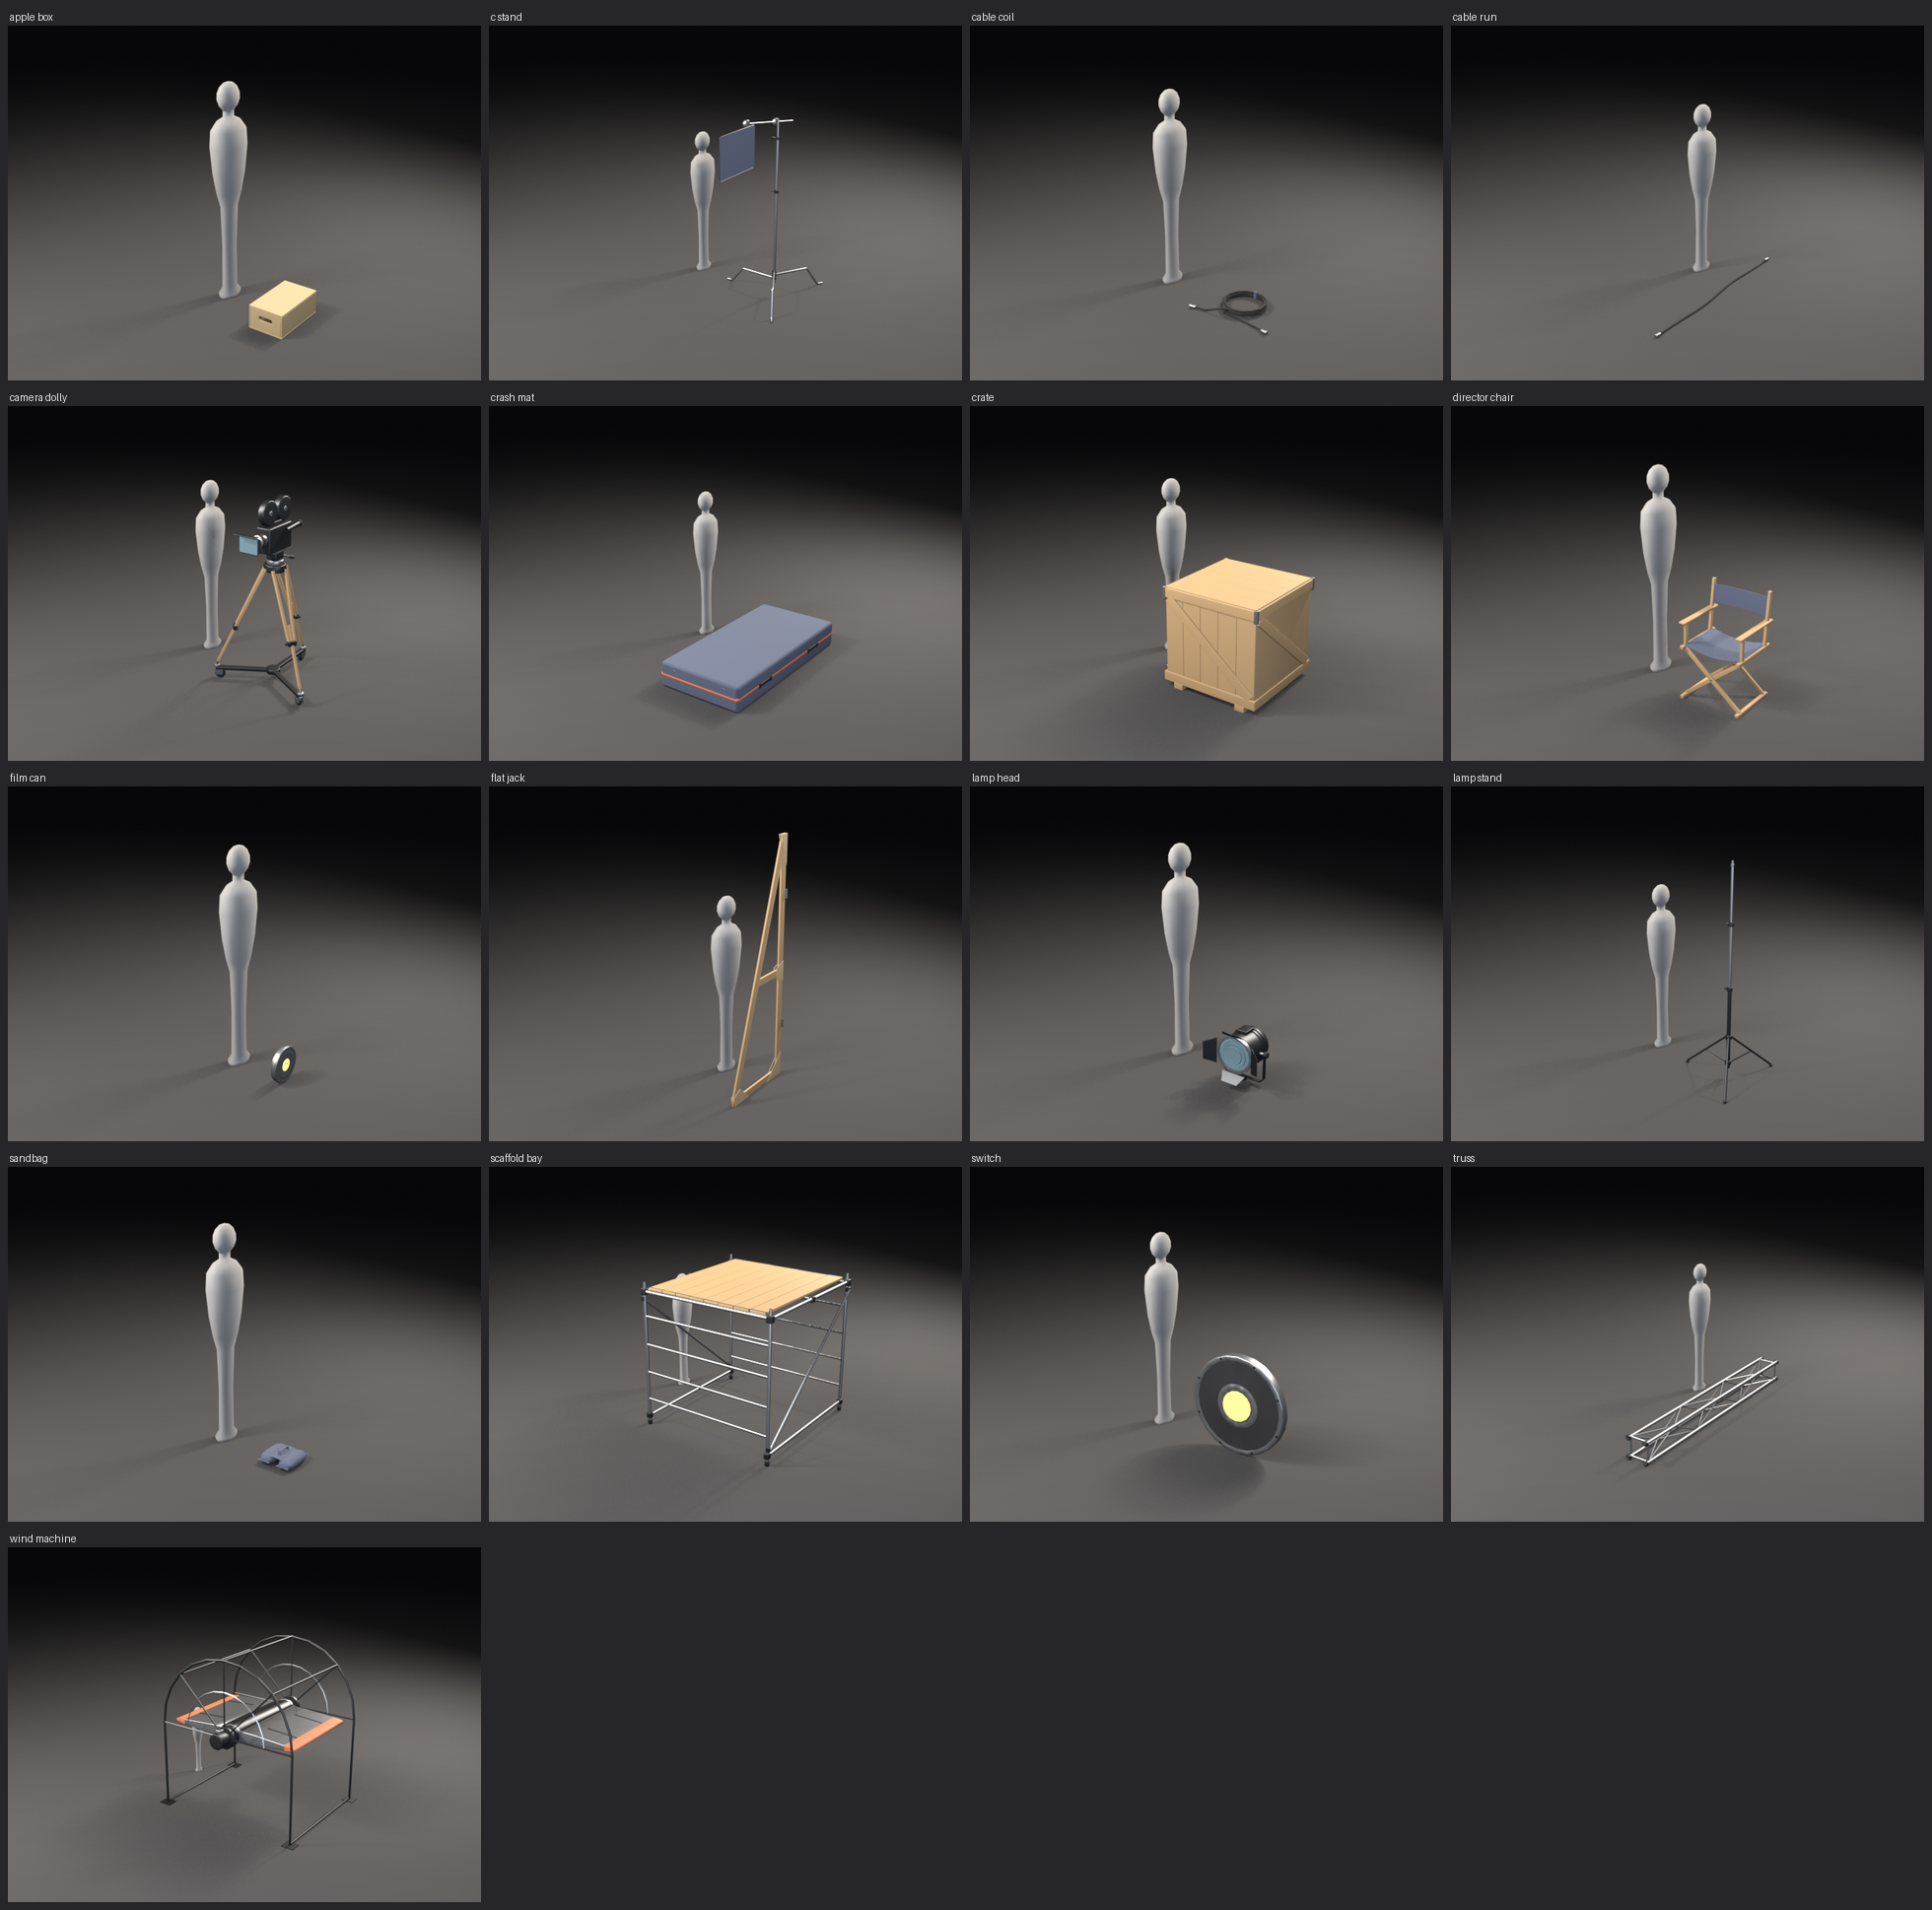 apple box
c stand
cable coil
cable run
camera dolly
crash mat
crate
director chair
film can
flat jack
lamp head
lamp stand
sandbag
scaffold bay
switch
truss
wind machine